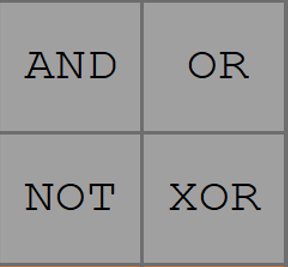 AND OR
NOT XOR